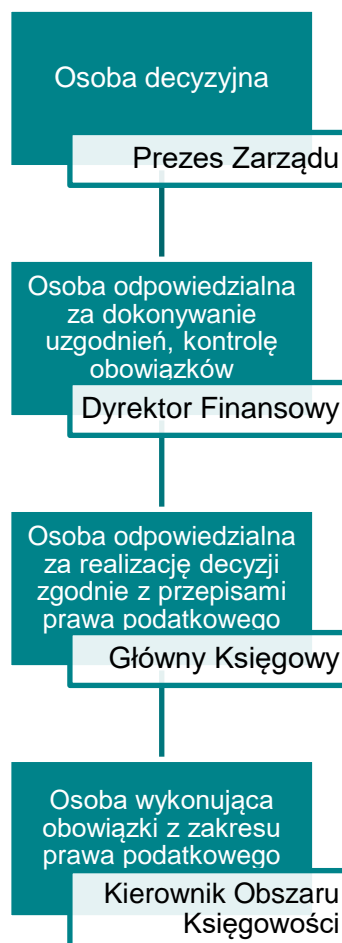 Osoba decyzyjna
Prezes Zarządu
Osoba odpowiedzialna
za dokonywanie
uzgodnień, kontrolę
obowiązków
Dyrektor Finansowy
Osoba odpowiedzialna
za realizację decyzji
zgodnie z przepisami
prawa podatkowego
Główny Księgowy
Osoba wykonująca
obowiązki z zakresu
prawa podatkowego
Kierownik Obszaru
Księgowości